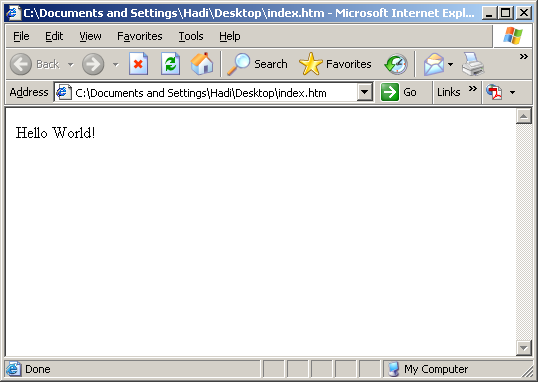 C:\Documents and Settings\Hadi\Desktop\index.htm - Microsoft Internet Expl...
File Edit View Favorites Tools Help
Back Search Favorites »
Address C:\Documents and Settings\Hadi\Desktop\index.htm Go Links »
Hello World!
Done My Computer